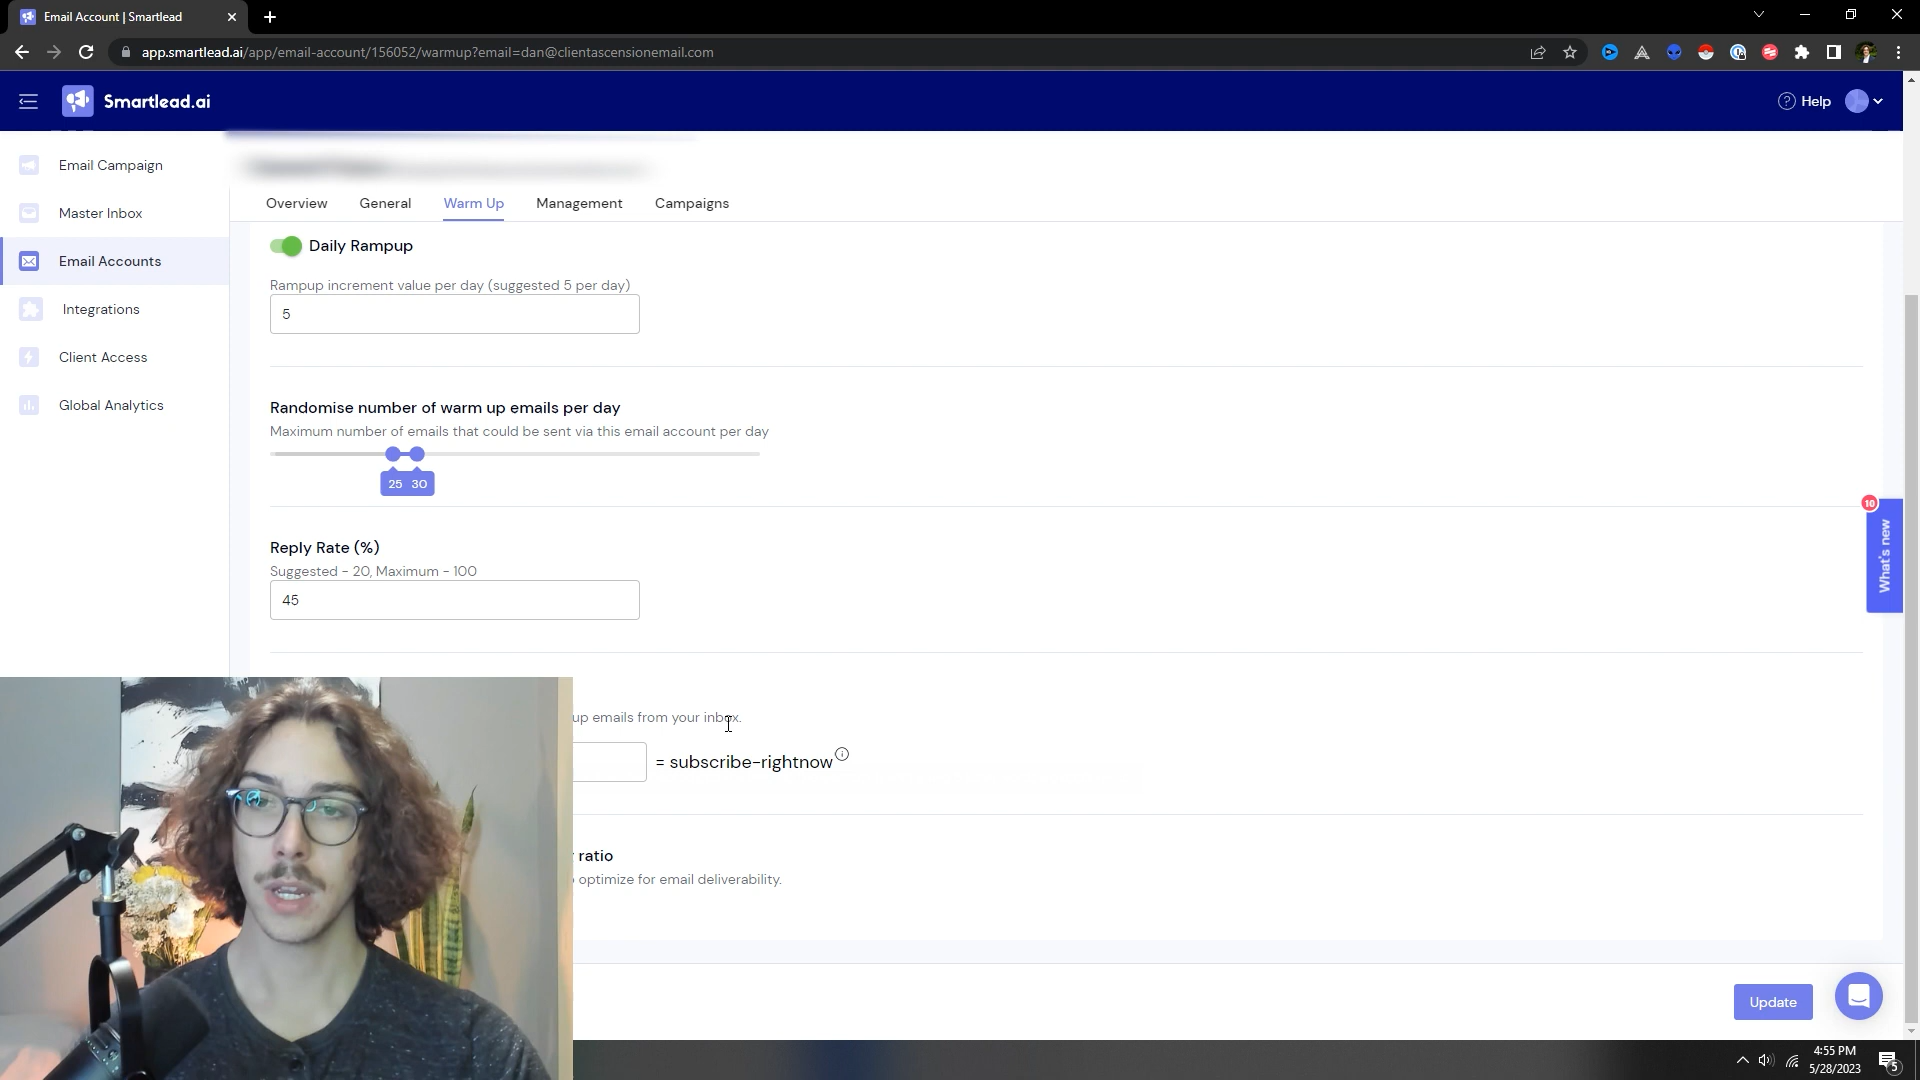 Email Account | Smartlead
app.smartlead.ai/app/email-account/156052/warmup?email=dan@clientascensionemail.com
Smartlead.ai
Help
Email Campaign
Master Inbox
Email Accounts
Integrations
Client Access
Global Analytics
Overview
General
Warm Up
Management
Campaigns
Daily Rampup
Rampup increment value per day (suggested 5 per day)
5
Randomise number of warm up emails per day
Maximum number of emails that could be sent via this email account per day
25 30
Reply Rate (%)
Suggested - 20, Maximum - 100
45
up emails from your inbox.
= subscribe-rightnow
ratio
optimize for email deliverability.
10
What's new
Update
4:55 PM
5/28/2023
5